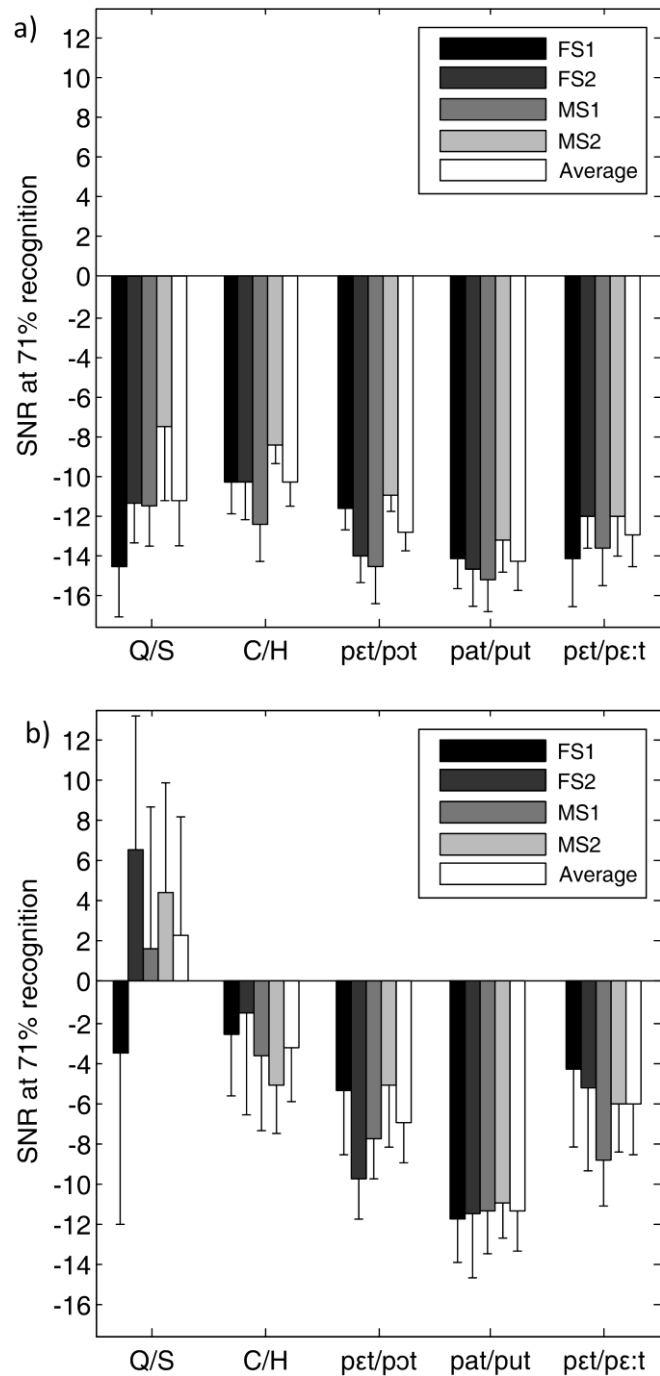 a)
12
10
8
6
4
2
0
-2
-4
-6
-8
-10
-12
-14
-16
SNR at 71% recognition
FS1
FS2
MS1
MS2
Average
Q/S C/H pɛt/pɔt pat/put pɛt/pɛ:t
b)
12
10
8
6
4
2
0
-2
-4
-6
-8
-10
-12
-14
-16
SNR at 71% recognition
FS1
FS2
MS1
MS2
Average
Q/S C/H pɛt/pɔt pat/put pɛt/pɛ:t